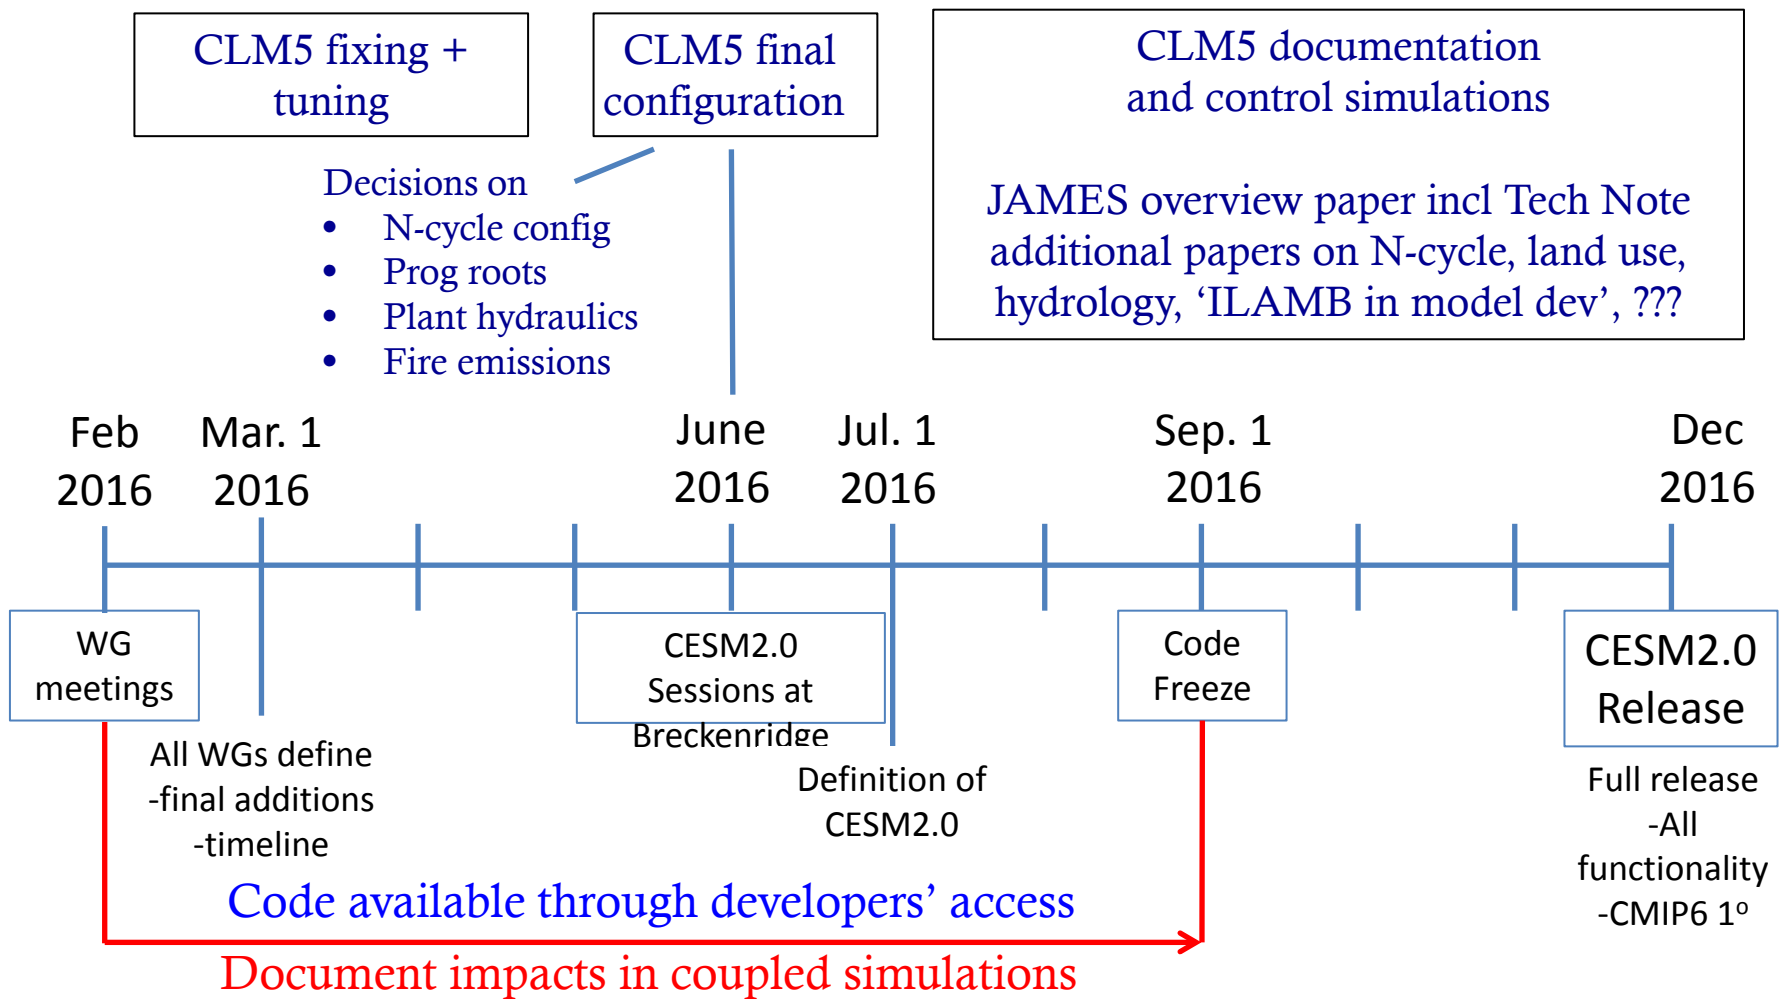 CLM5 fixing +
tuning
CLM5 final
configuration
CLM5 documentation
and control simulations
JAMES overview paper incl Tech Note
additional papers on N-cycle, land use,
hydrology, ‘ILAMB in model dev’, ???
Decisions on
• N-cycle config
• Prog roots
• Plant hydraulics
• Fire emissions
Feb
2016
Mar. 1
2016
June
2016
Jul. 1
2016
Sep. 1
2016
Dec
2016
WG
meetings
CESM2.0
Sessions at
Breckenridge
Code
Freeze
CESM2.0
Release
All WGs define
-final additions
-timeline
Definition of
CESM2.0
Full release
-All
functionality
-CMIP6 1º
Code available through developers’ access
Document impacts in coupled simulations